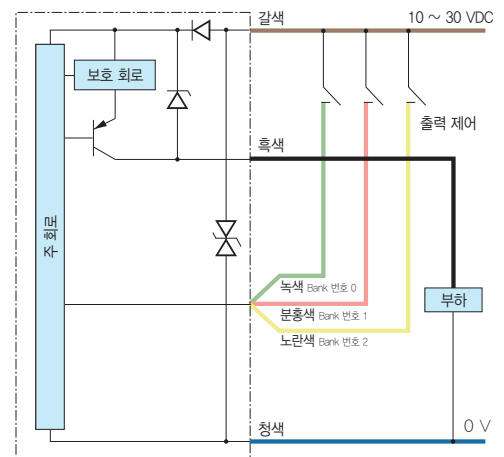 갈색
10 ~ 30 VDC
보호 회로
출력 제어
흑색
주 회로
녹색 Bank 번호 0
부하
분홍색 Bank 번호 1
노란색 Bank 번호 2
청색
0 V